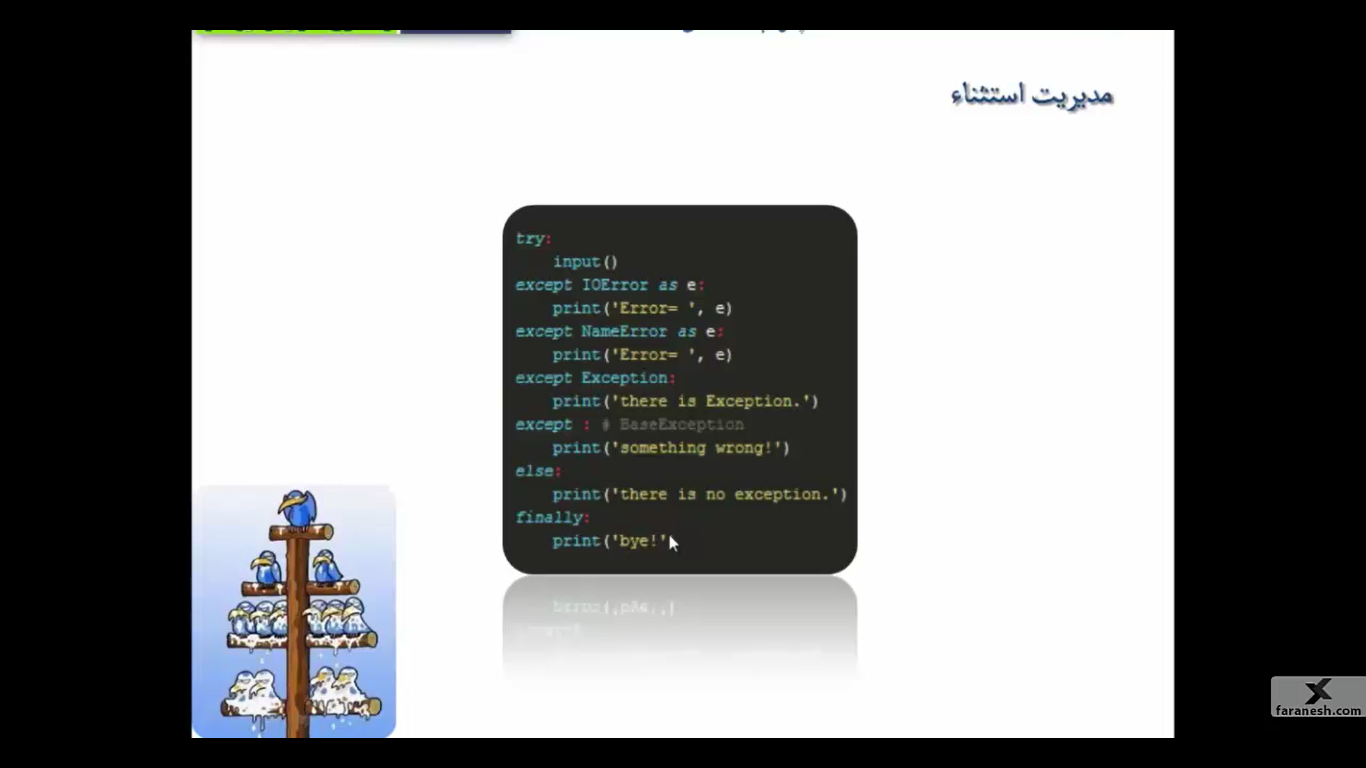 مدیریت استثناء
try:
    input()
except IOError as e:
    print('Error= ', e)
except NameError as e:
    print('Error= ', e)
except Exception:
    print('there is Exception.')
except : # BaseException
    print('something wrong!')
else:
    print('there is no exception.')
finally:
    print('bye!'
faranesh.com